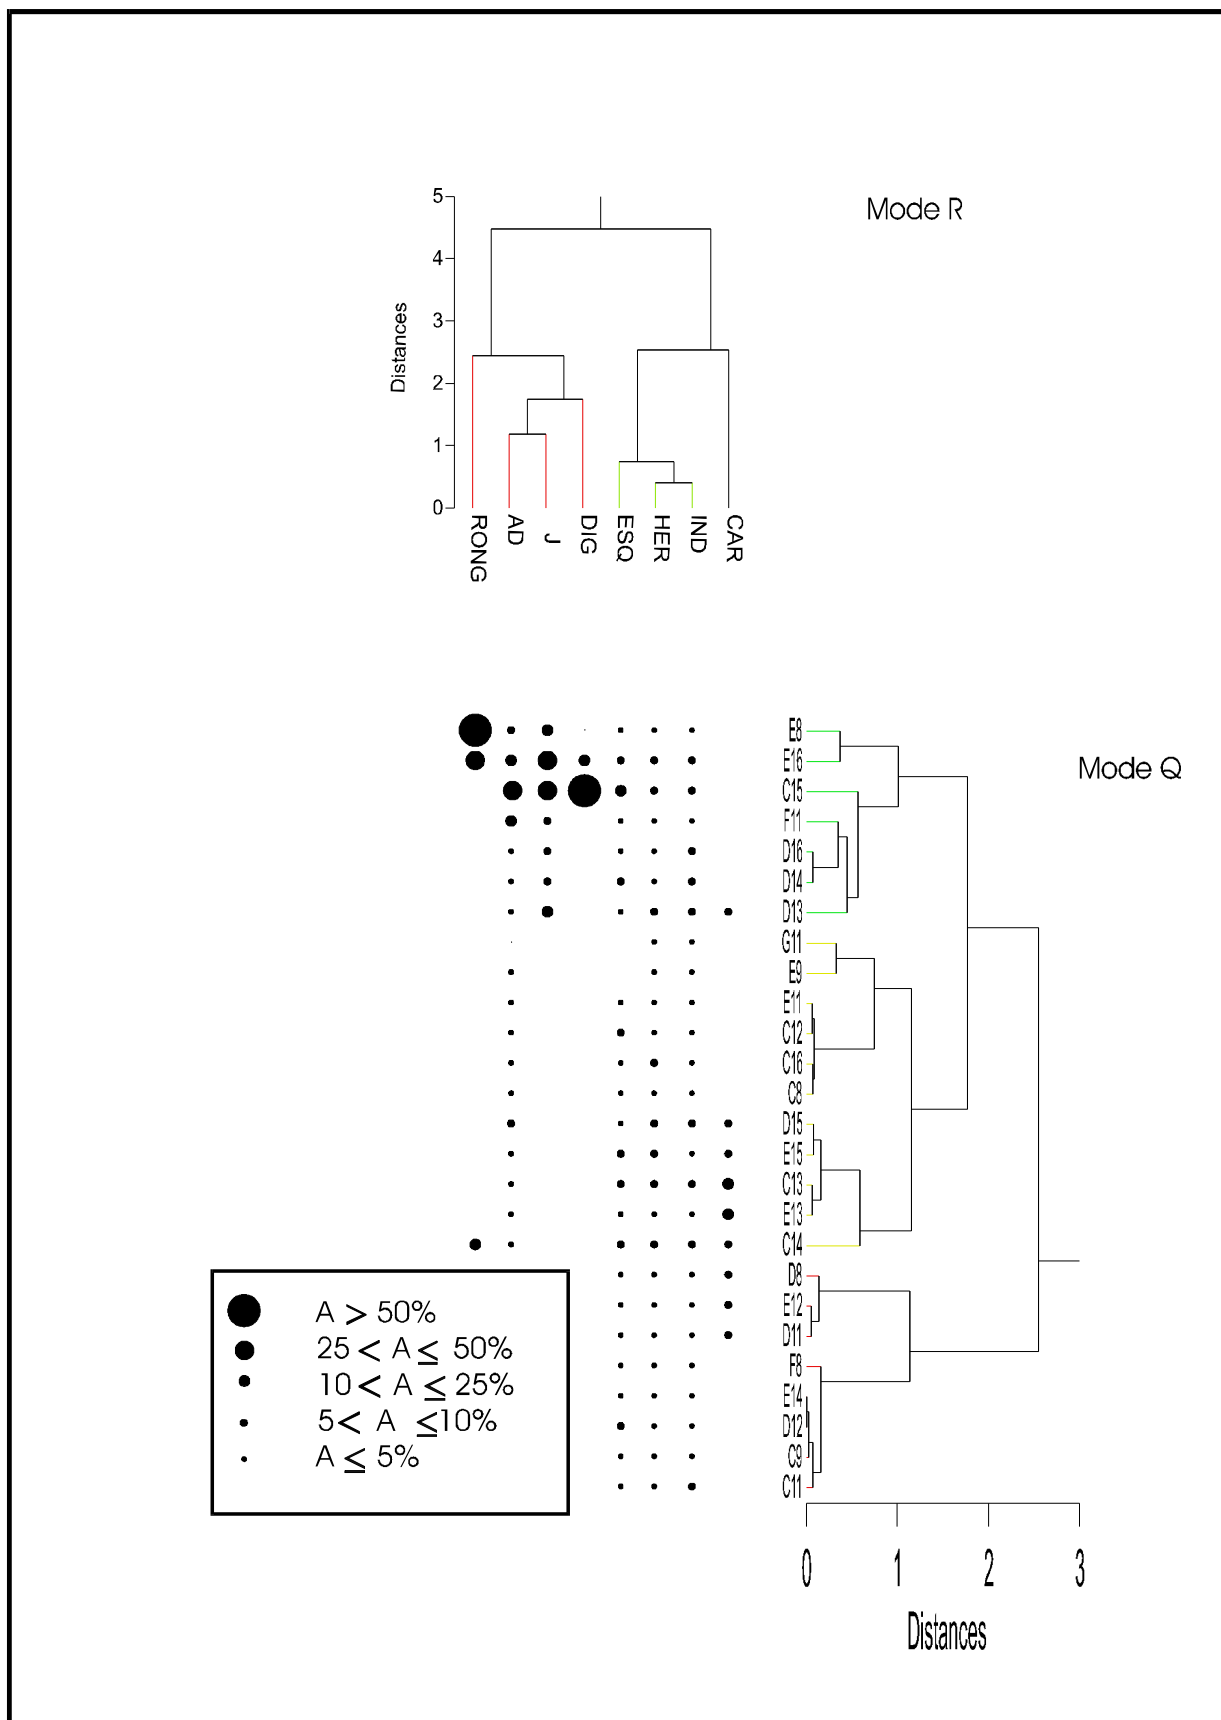 Mode R
5
4
3
2
1
0
Distances
RONG
AD
J
DIG
ESQ
HER
IND
CAR
Mode Q
E8
E16
C15
F11
D16
D14
D13
G11
E9
E11
C12
C16
C8
D15
E15
C13
E13
C14
D8
E12
D11
F8
E14
D12
C9
C11
A > 50%
25 < A ≤ 50%
10 < A ≤ 25%
5 < A ≤10%
A ≤ 5%
0 1 2 3
Distances